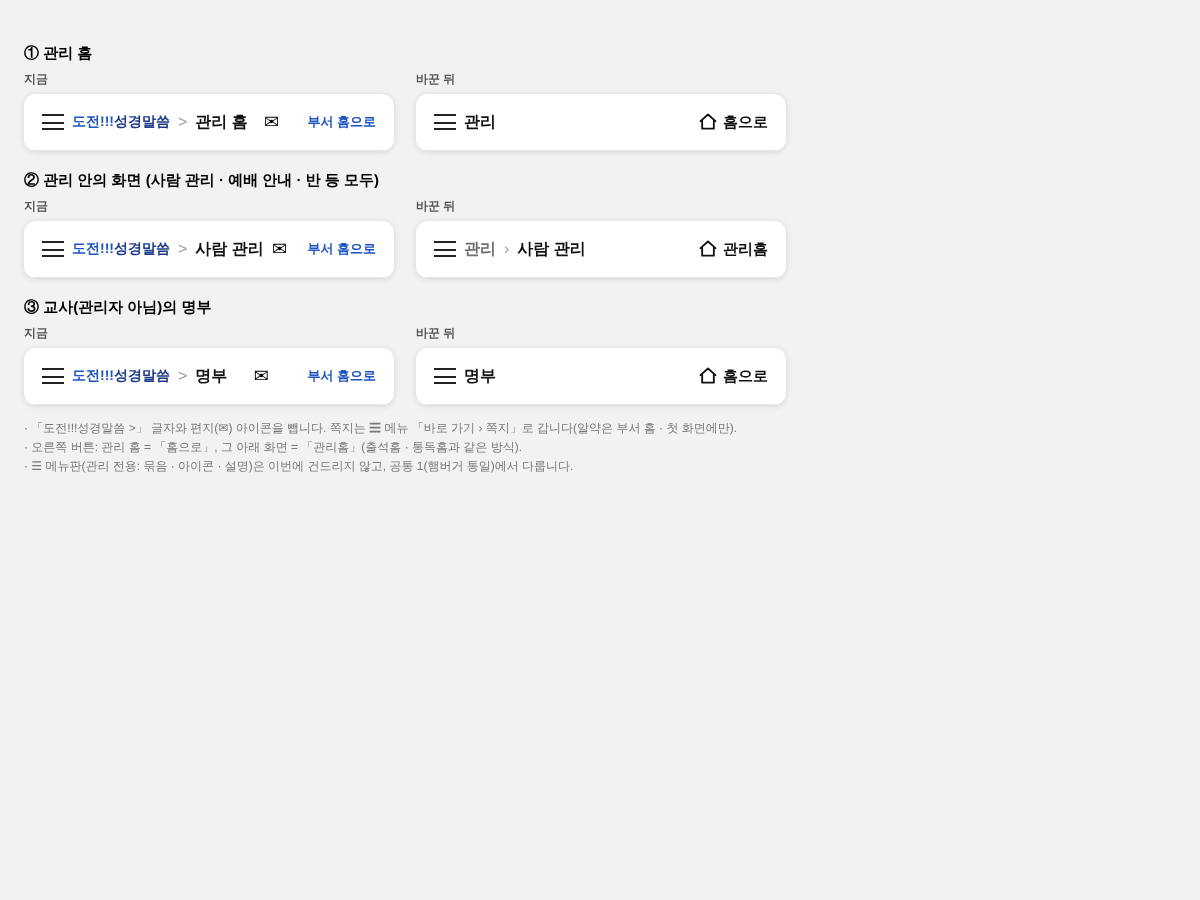 ① 관리 홈
지금 바꾼 뒤
도전!!!성경말씀 > 관리 홈 ✉ 부서 홈으로 관리 홈으로
② 관리 안의 화면 (사람 관리 · 예배 안내 · 반 등 모두)
지금 바꾼 뒤
도전!!!성경말씀 > 사람 관리 ✉ 부서 홈으로 관리 › 사람 관리 관리홈
③ 교사(관리자 아님)의 명부
지금 바꾼 뒤
도전!!!성경말씀 > 명부 ✉ 부서 홈으로 명부 홈으로
· 「도전!!!성경말씀 >」 글자와 편지(✉) 아이콘을 뺍니다. 쪽지는 ☰ 메뉴 「바로 가기 › 쪽지」로 갑니다(알약은 부서 홈 · 첫 화면에만).
· 오른쪽 버튼: 관리 홈 = 「홈으로」, 그 아래 화면 = 「관리홈」(출석홈 · 통독홈과 같은 방식).
· ☰ 메뉴판(관리 전용: 묶음 · 아이콘 · 설명)은 이번에 건드리지 않고, 공통 1(햄버거 통일)에서 다룹니다.